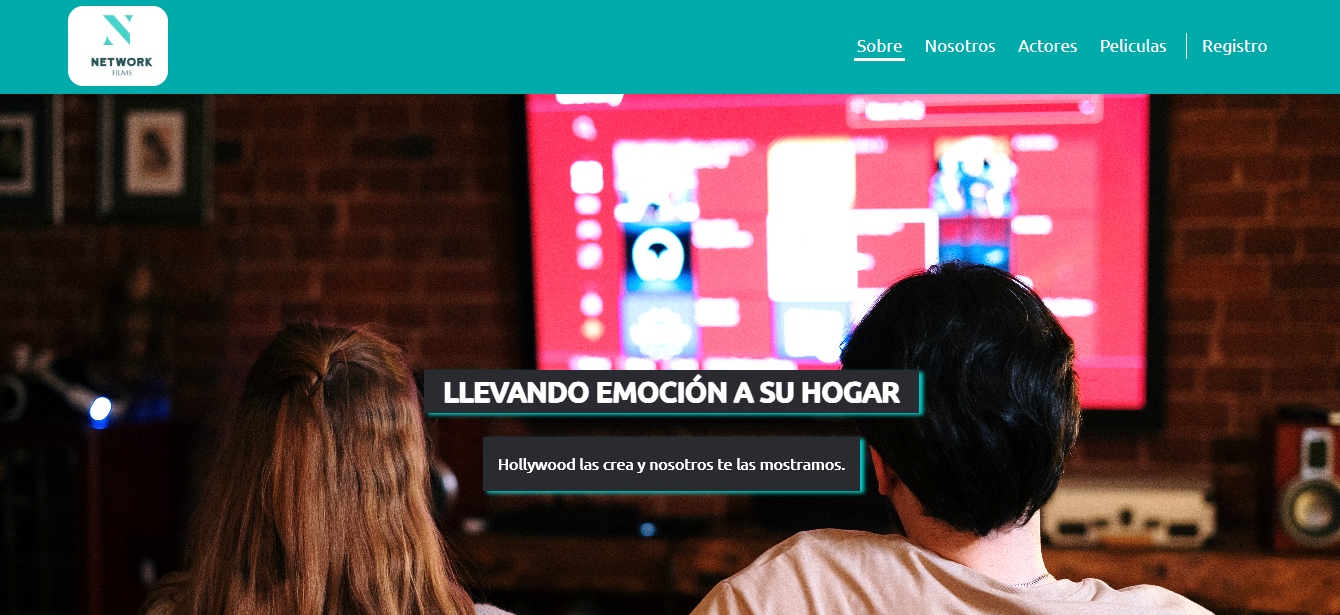 NETWORK
FILMS
Sobre Nosotros Actores Peliculas Registro
LLEVANDO EMOCIÓN A SU HOGAR
Hollywood las crea y nosotros te las mostramos.